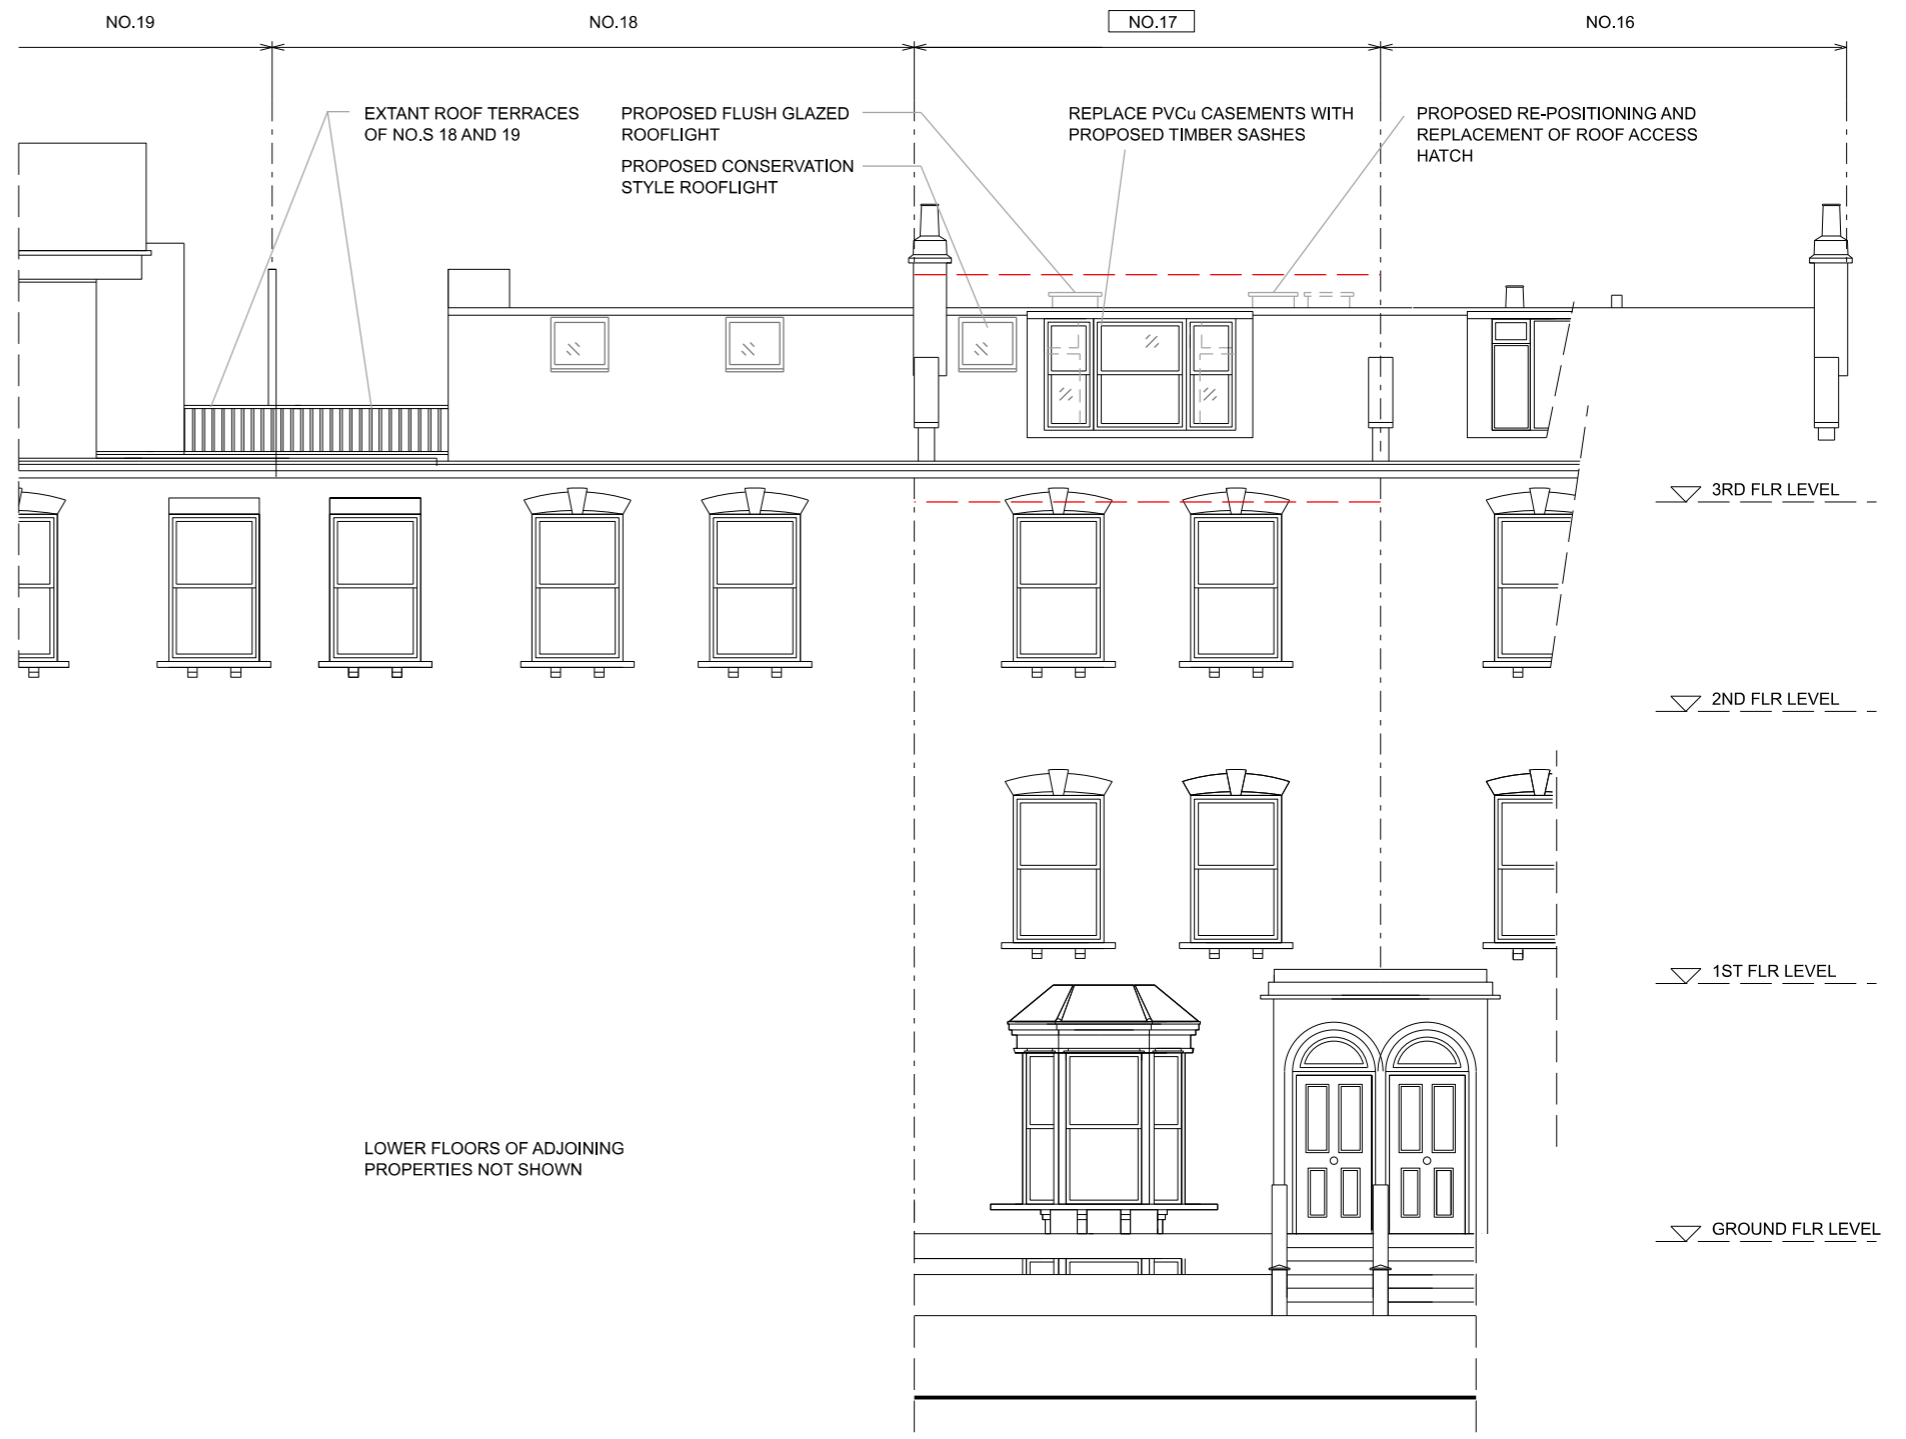 NO.19
NO.18
NO.17
NO.16
EXTANT ROOF TERRACES
OF NO.S 18 AND 19
PROPOSED FLUSH GLAZED
ROOFLIGHT
PROPOSED CONSERVATION
STYLE ROOFLIGHT
REPLACE PVCu CASEMENTS WITH
PROPOSED TIMBER SASHES
PROPOSED RE-POSITIONING AND
REPLACEMENT OF ROOF ACCESS
HATCH
3RD FLR LEVEL
2ND FLR LEVEL
1ST FLR LEVEL
LOWER FLOORS OF ADJOINING
PROPERTIES NOT SHOWN
GROUND FLR LEVEL